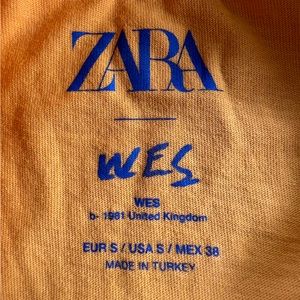 ZARA
WES
WES
b- 1981 United Kingdom
EUR S / USA S / MEX 38
MADE IN TURKEY